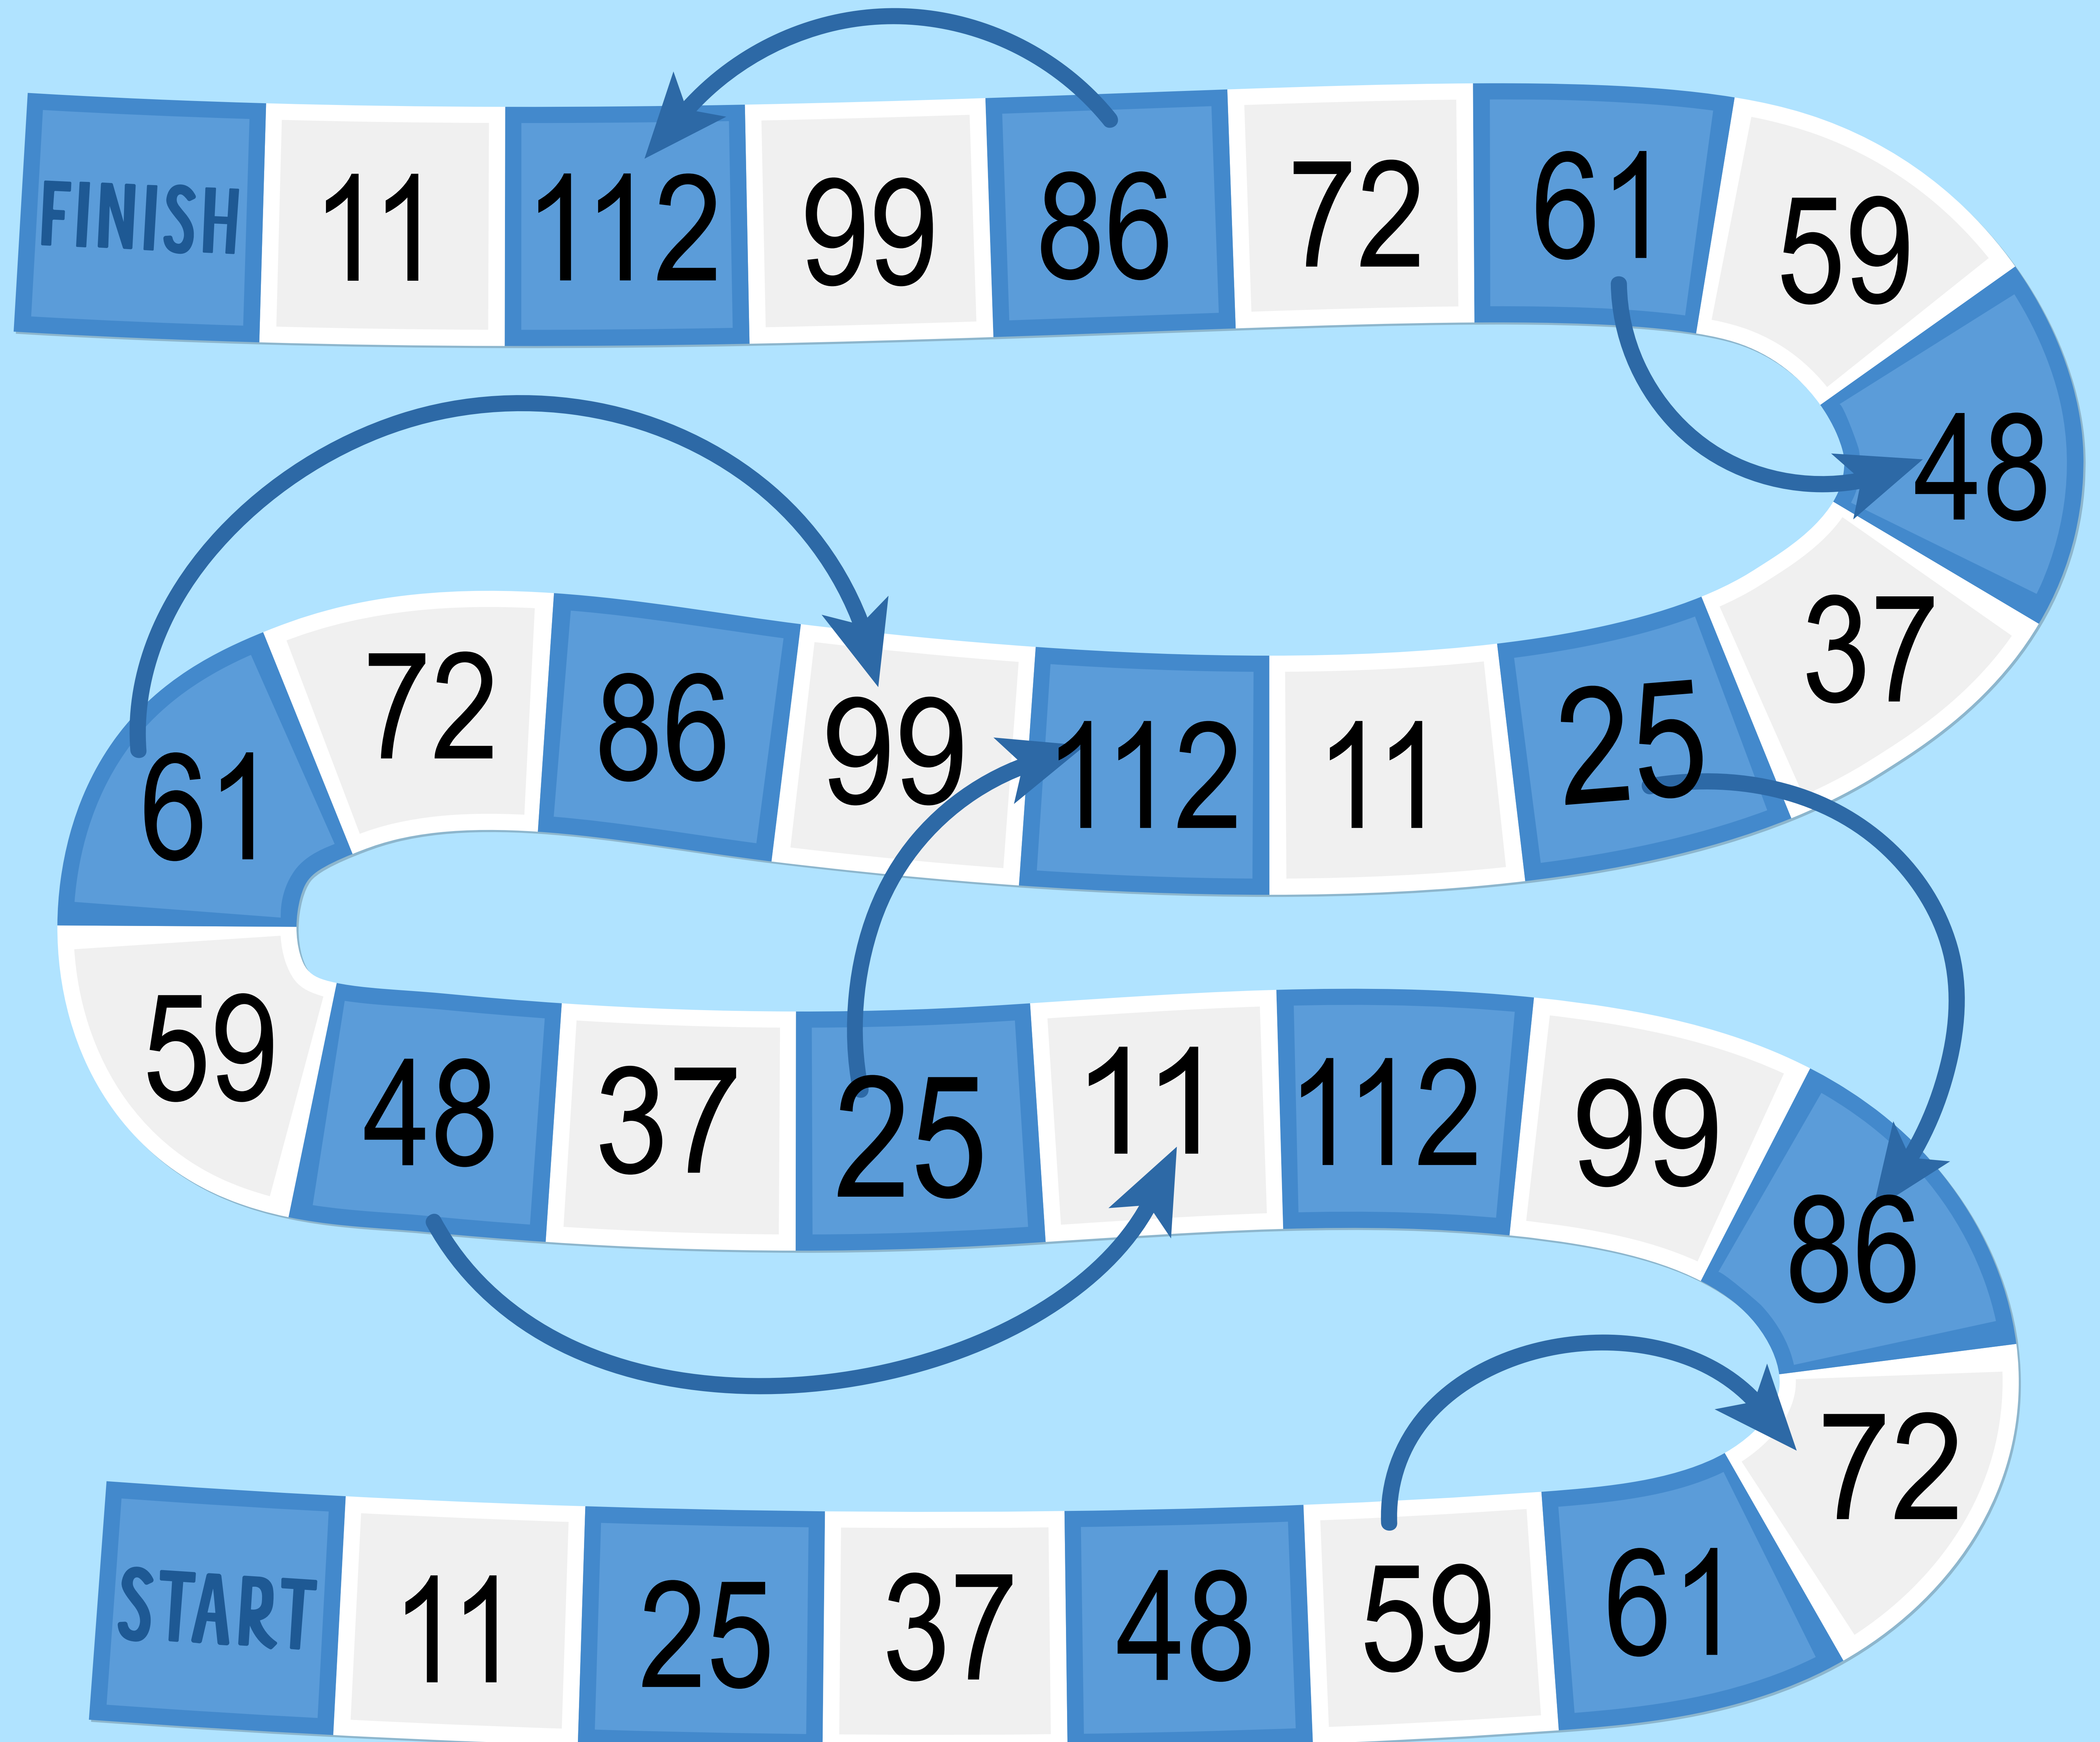 FINISH 11 112 99 86 72 61 59
48
37
61 72 86 99 112 11 25
59 48 37 25 11 112 99
86
72
START 11 25 37 48 59 61